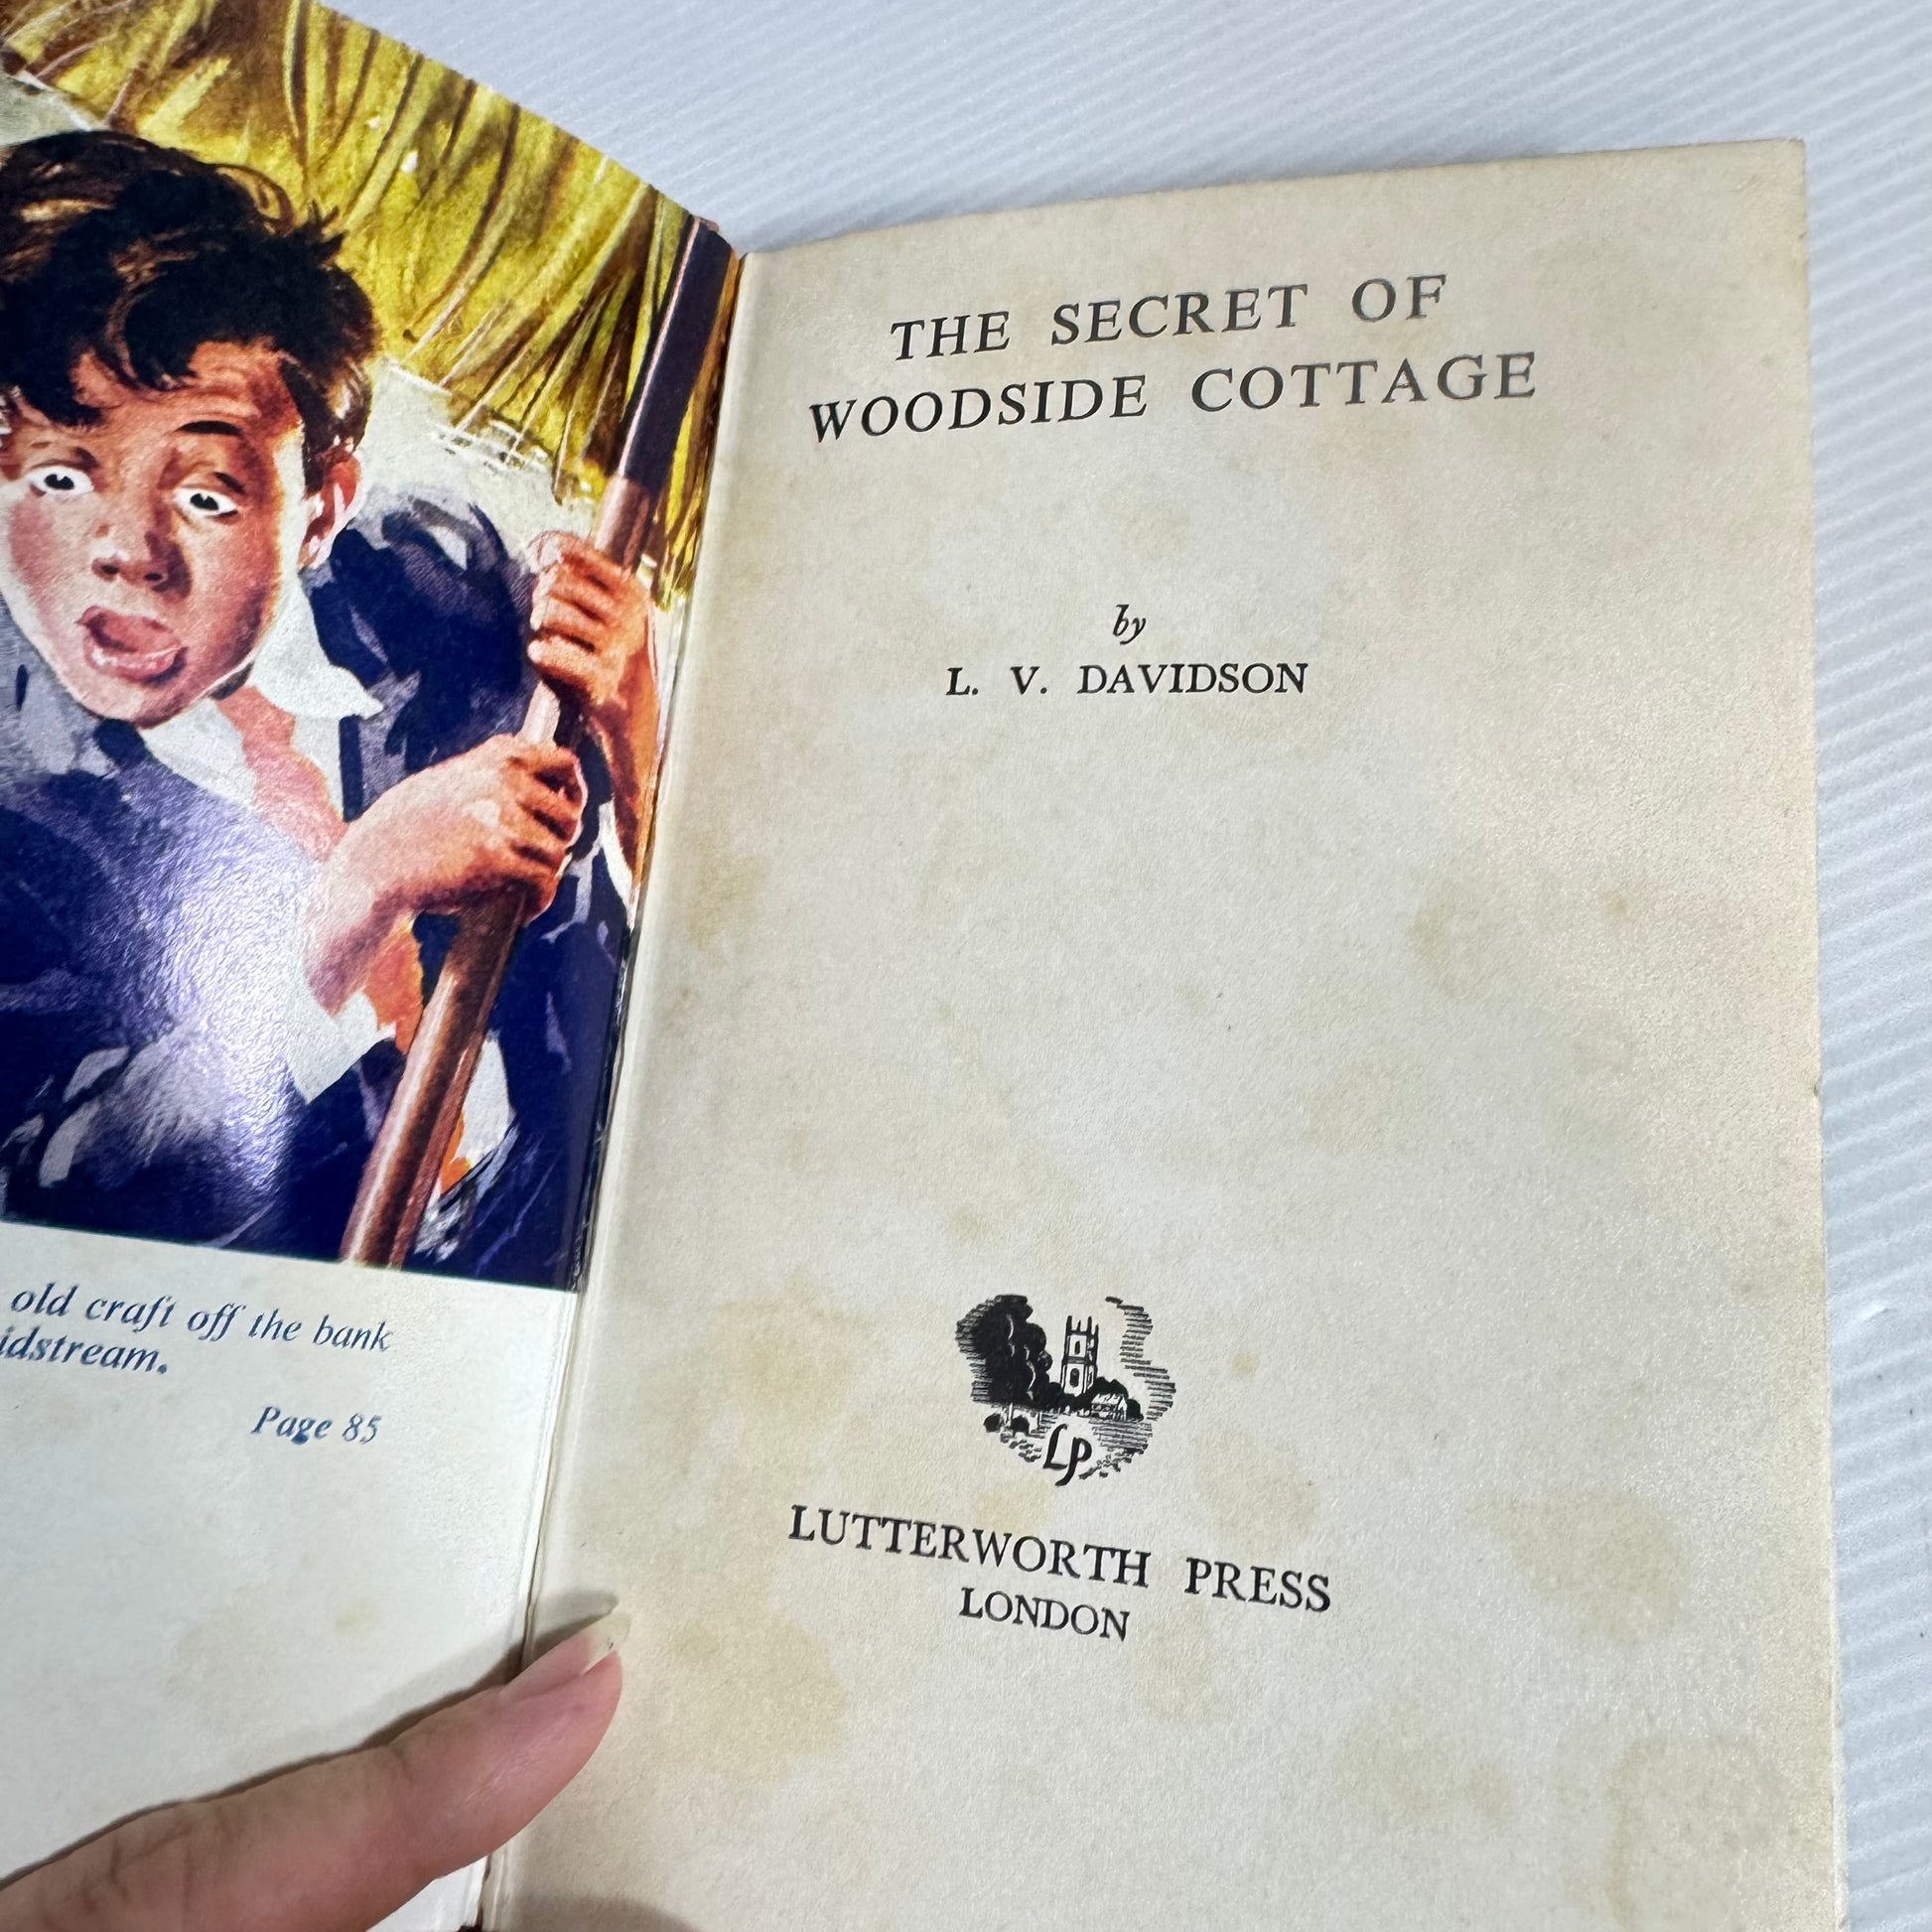 old craft off the bank
idstream.
Page 85
THE SECRET OF
WOODSIDE COTTAGE
by
L. V. DAVIDSON
LP
LUTTERWORTH PRESS
LONDON